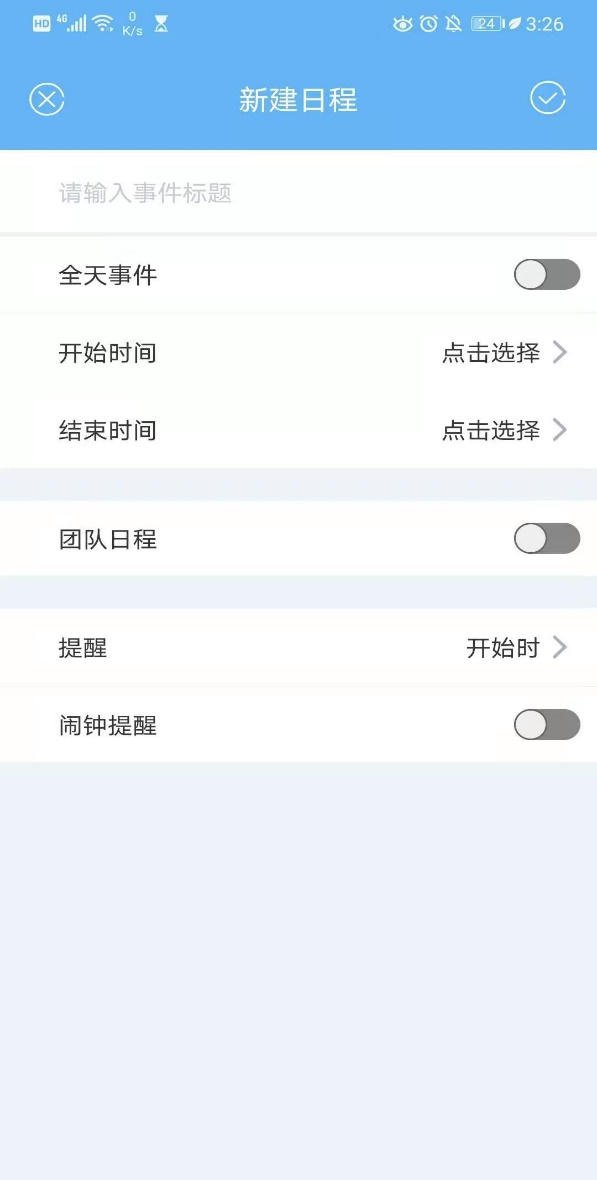 HD 4G 0 K/s 24 3:26
新建日程
请输入事件标题
全天事件
开始时间 点击选择
结束时间 点击选择
团队日程
提醒 开始时
闹钟提醒